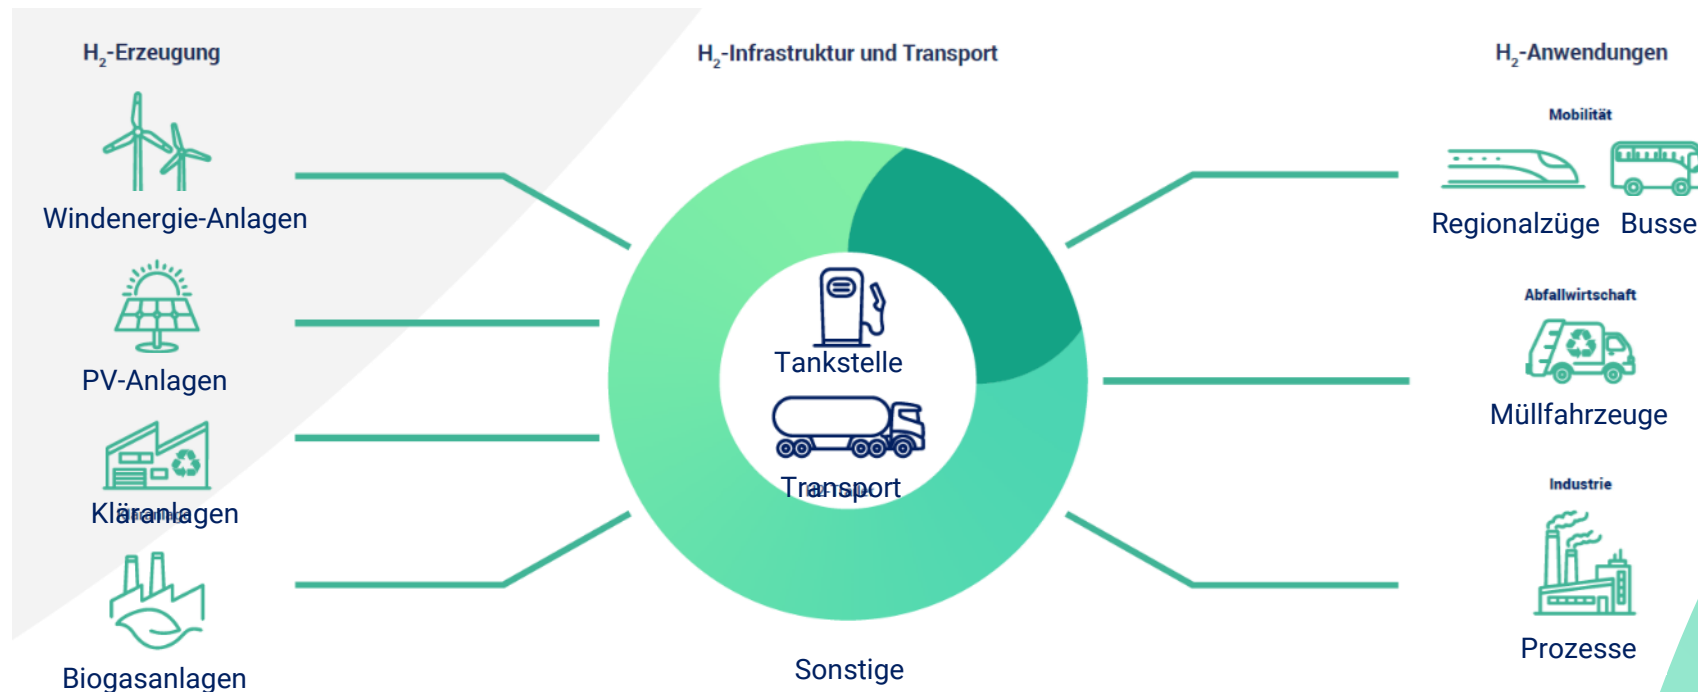 H₂-Erzeugung
Windenergie-Anlagen
PV-Anlagen
Kläranlagen
Biogasanlagen
H₂-Infrastruktur und Transport
Tankstelle
Transport
Sonstige
H₂-Anwendungen
Mobilität
Regionalzüge Busse
Abfallwirtschaft
Müllfahrzeuge
Industrie
Prozesse